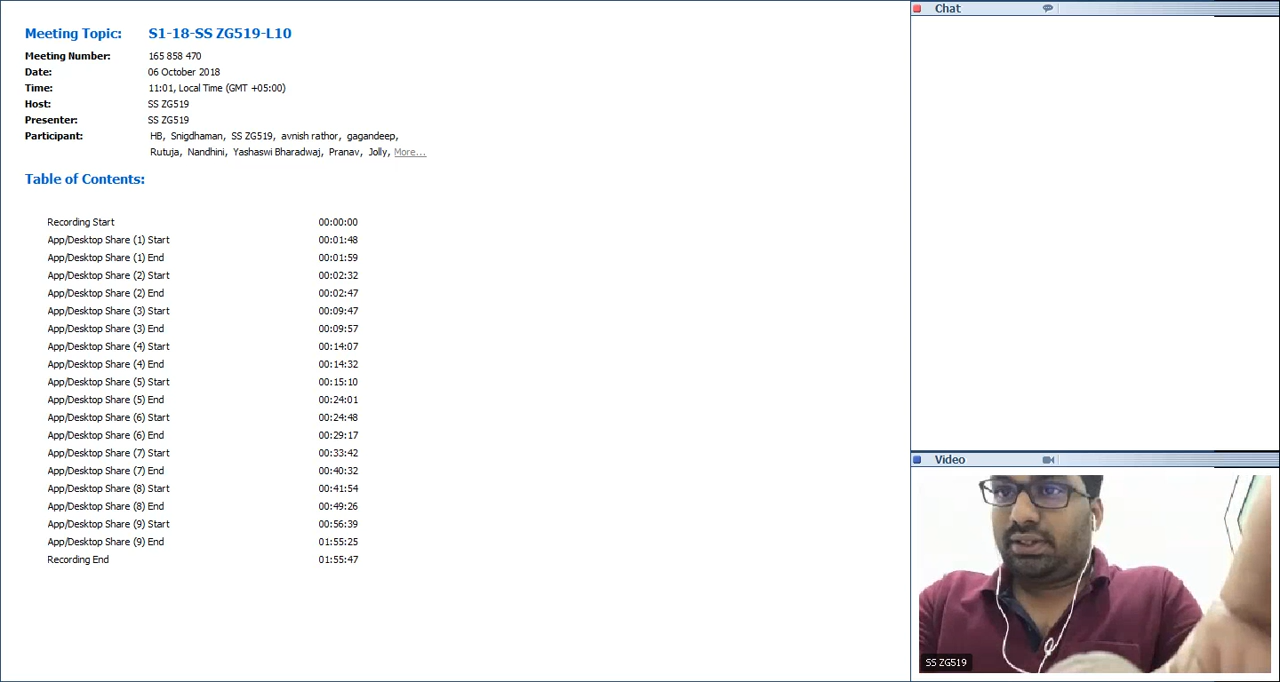 Meeting Topic: S1-18-SS ZG519-L10
Meeting Number: 165 858 470
Date: 06 October 2018
Time: 11:01, Local Time (GMT +05:00)
Host: SS ZG519
Presenter: SS ZG519
Participant: HB, Snigdhaman, SS ZG519, avnish rathor, gagandeep,
Rutuja, Nandhini, Yashaswi Bharadwaj, Pranav, Jolly, More...
Table of Contents:
Recording Start 00:00:00
App/Desktop Share (1) Start 00:01:48
App/Desktop Share (1) End 00:01:59
App/Desktop Share (2) Start 00:02:32
App/Desktop Share (2) End 00:02:47
App/Desktop Share (3) Start 00:09:47
App/Desktop Share (3) End 00:09:57
App/Desktop Share (4) Start 00:14:07
App/Desktop Share (4) End 00:14:32
App/Desktop Share (5) Start 00:15:10
App/Desktop Share (5) End 00:24:01
App/Desktop Share (6) Start 00:24:48
App/Desktop Share (6) End 00:29:17
App/Desktop Share (7) Start 00:33:42
App/Desktop Share (7) End 00:40:32
App/Desktop Share (8) Start 00:41:54
App/Desktop Share (8) End 00:49:26
App/Desktop Share (9) Start 00:56:39
App/Desktop Share (9) End 01:55:25
Recording End 01:55:47
Chat
Video
SS ZG519